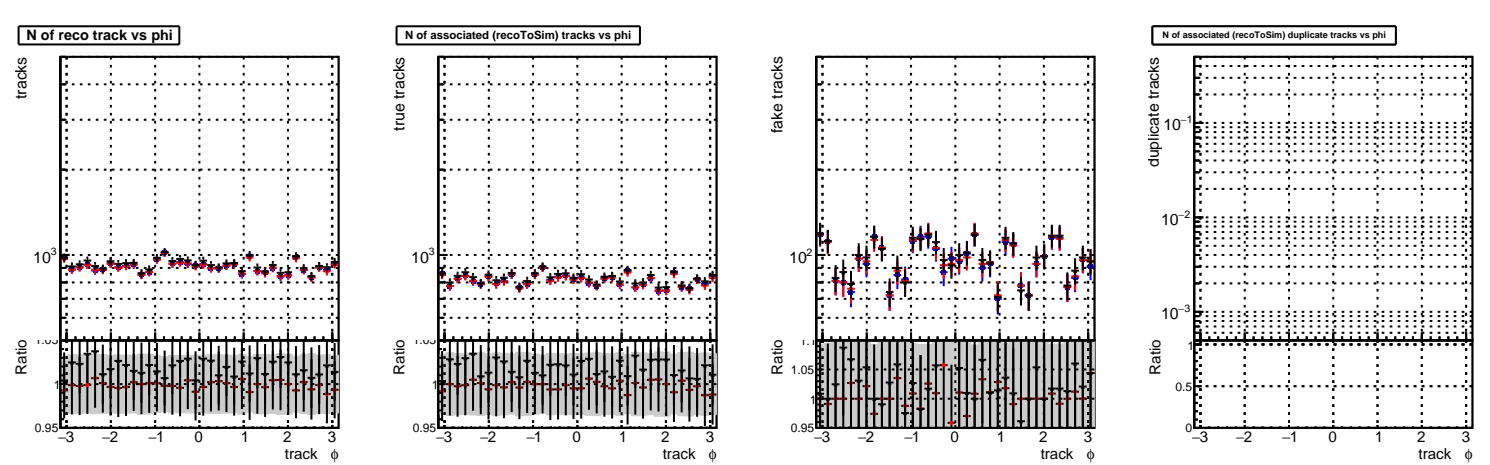 N of reco track vs phi
tracks
10³
Ratio
0.95
−3 −2 −1 0 1 2 3
track ϕ
N of associated (recoToSim) tracks vs phi
true tracks
10³
Ratio
0.95
−3 −2 −1 0 1 2 3
track ϕ
fake tracks
10²
Ratio
1.05
0.95
−3 −2 −1 0 1 2 3
track ϕ
N of associated (recoToSim) duplicate tracks vs phi
duplicate tracks
10⁻¹
10⁻²
10⁻³
Ratio
1
0.5
0
−3 −2 −1 0 1 2 3
track ϕ